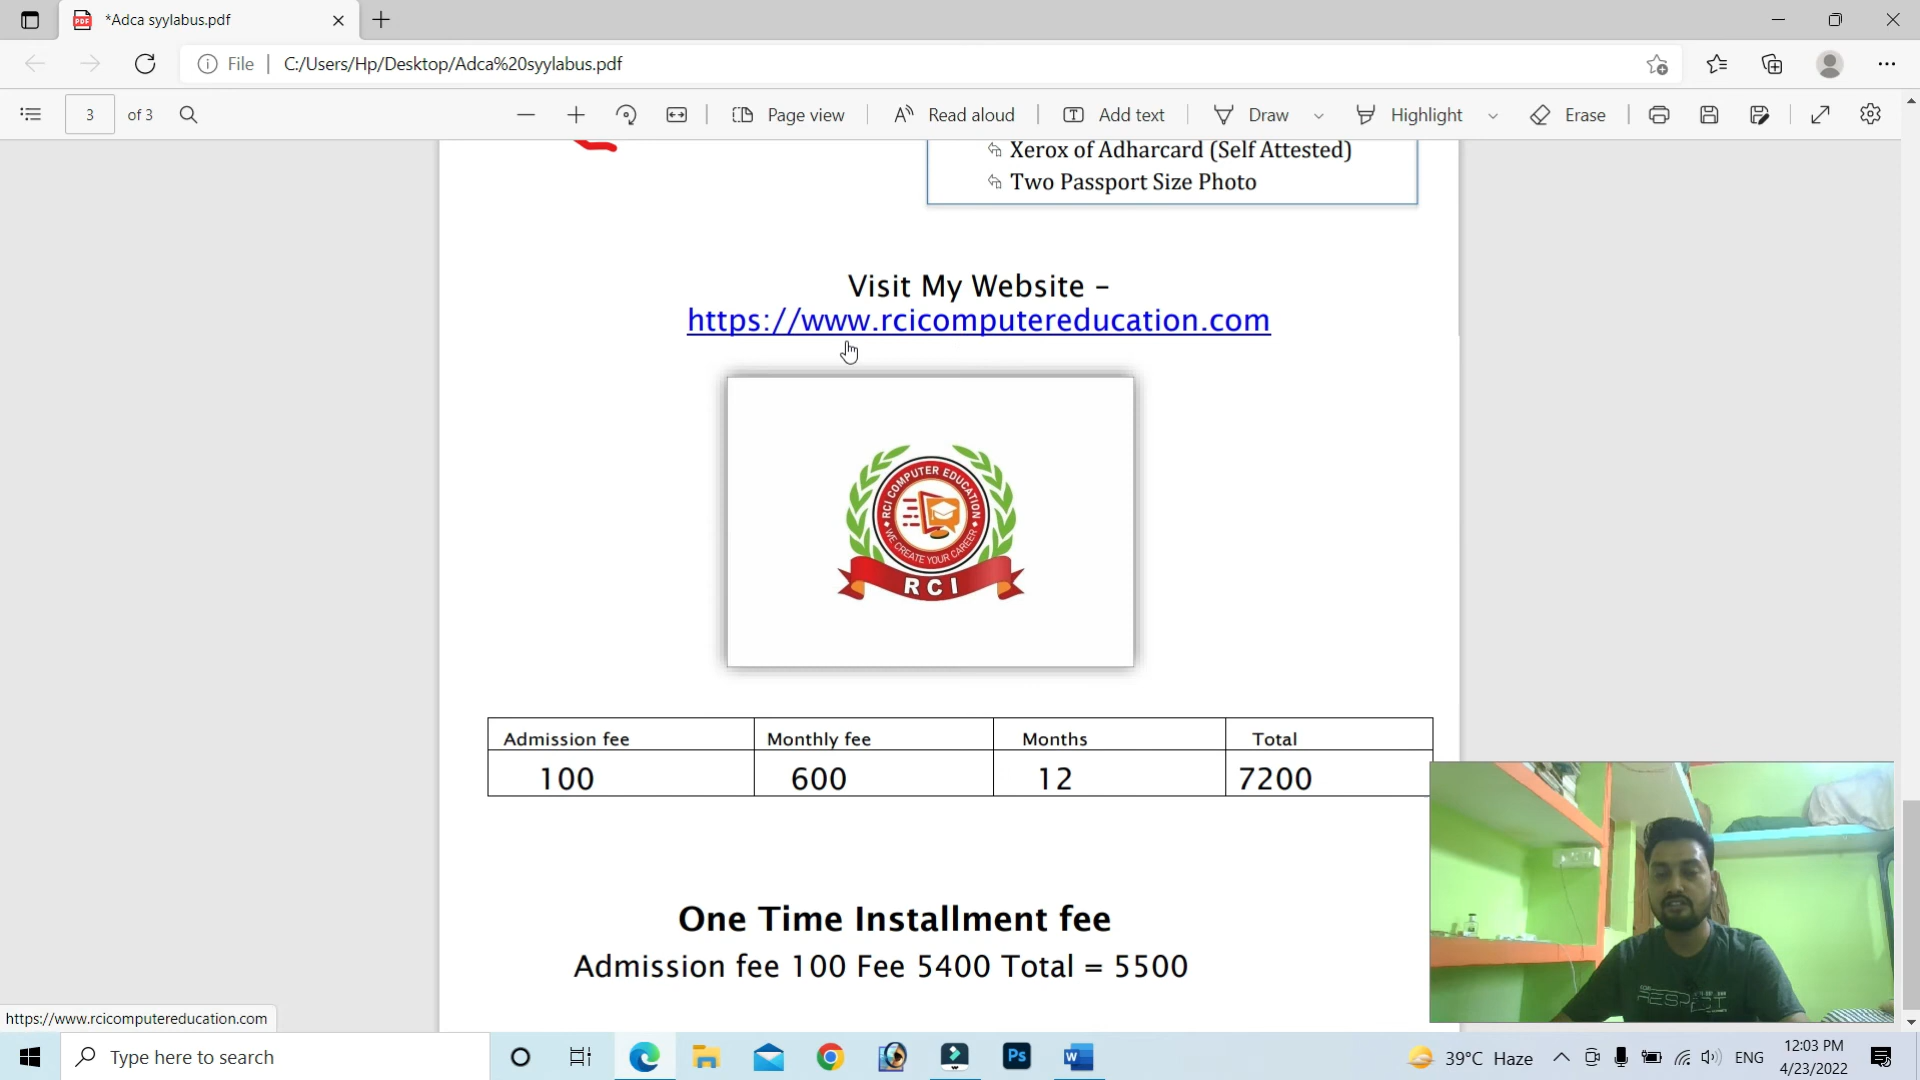 *Adca syylabus.pdf
File | C:/Users/Hp/Desktop/Adca%20syylabus.pdf
3 of 3 Page view Read aloud Add text Draw Highlight Erase
Xerox of Adharcard (Self Attested)
Two Passport Size Photo
Visit My Website –
https://www.rcicomputereducation.com
RCI COMPUTER EDUCATION
WE CREATE YOUR CAREER
RCI
Admission fee Monthly fee Months Total
100 600 12 7200
One Time Installment fee
Admission fee 100 Fee 5400 Total = 5500
RESPECT
https://www.rcicomputereducation.com
Type here to search
Ps
39°C Haze
ENG
12:03 PM
4/23/2022